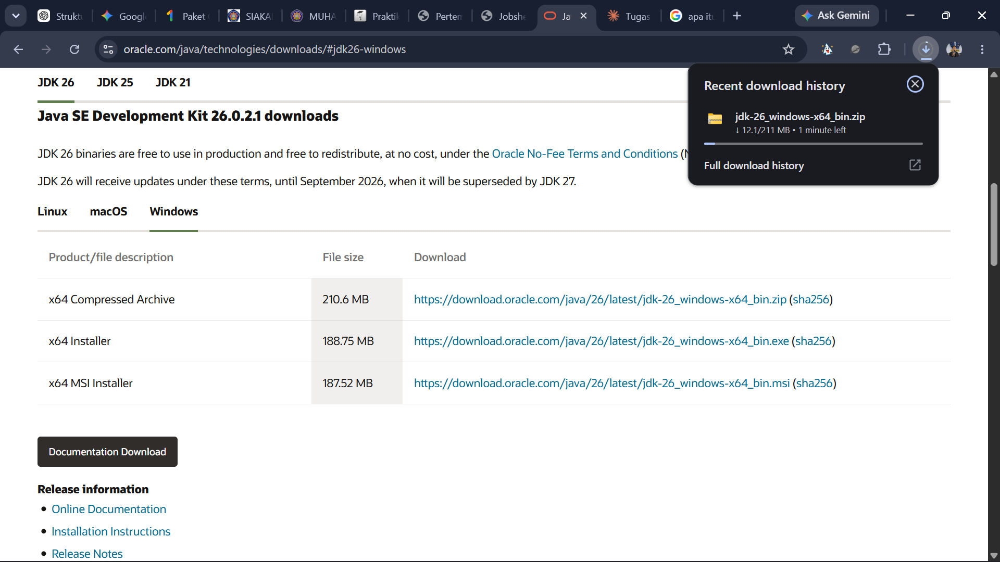 Struktu
Googl
Paket
SIAKA
MUHA
Praktik
Pertem
Jobshe
Ja
Tugas
apa itu
Ask Gemini
oracle.com/java/technologies/downloads/#jdk26-windows
JDK 26 JDK 25 JDK 21
Java SE Development Kit 26.0.2.1 downloads
JDK 26 binaries are free to use in production and free to redistribute, at no cost, under the Oracle No-Fee Terms and Conditions (N
JDK 26 will receive updates under these terms, until September 2026, when it will be superseded by JDK 27.
Recent download history
jdk-26_windows-x64_bin.zip
↓ 12.1/211 MB • 1 minute left
Full download history
Linux macOS Windows
Product/file description File size Download
x64 Compressed Archive 210.6 MB https://download.oracle.com/java/26/latest/jdk-26_windows-x64_bin.zip (sha256)
x64 Installer 188.75 MB https://download.oracle.com/java/26/latest/jdk-26_windows-x64_bin.exe (sha256)
x64 MSI Installer 187.52 MB https://download.oracle.com/java/26/latest/jdk-26_windows-x64_bin.msi (sha256)
Documentation Download
Release information
• Online Documentation
• Installation Instructions
• Release Notes